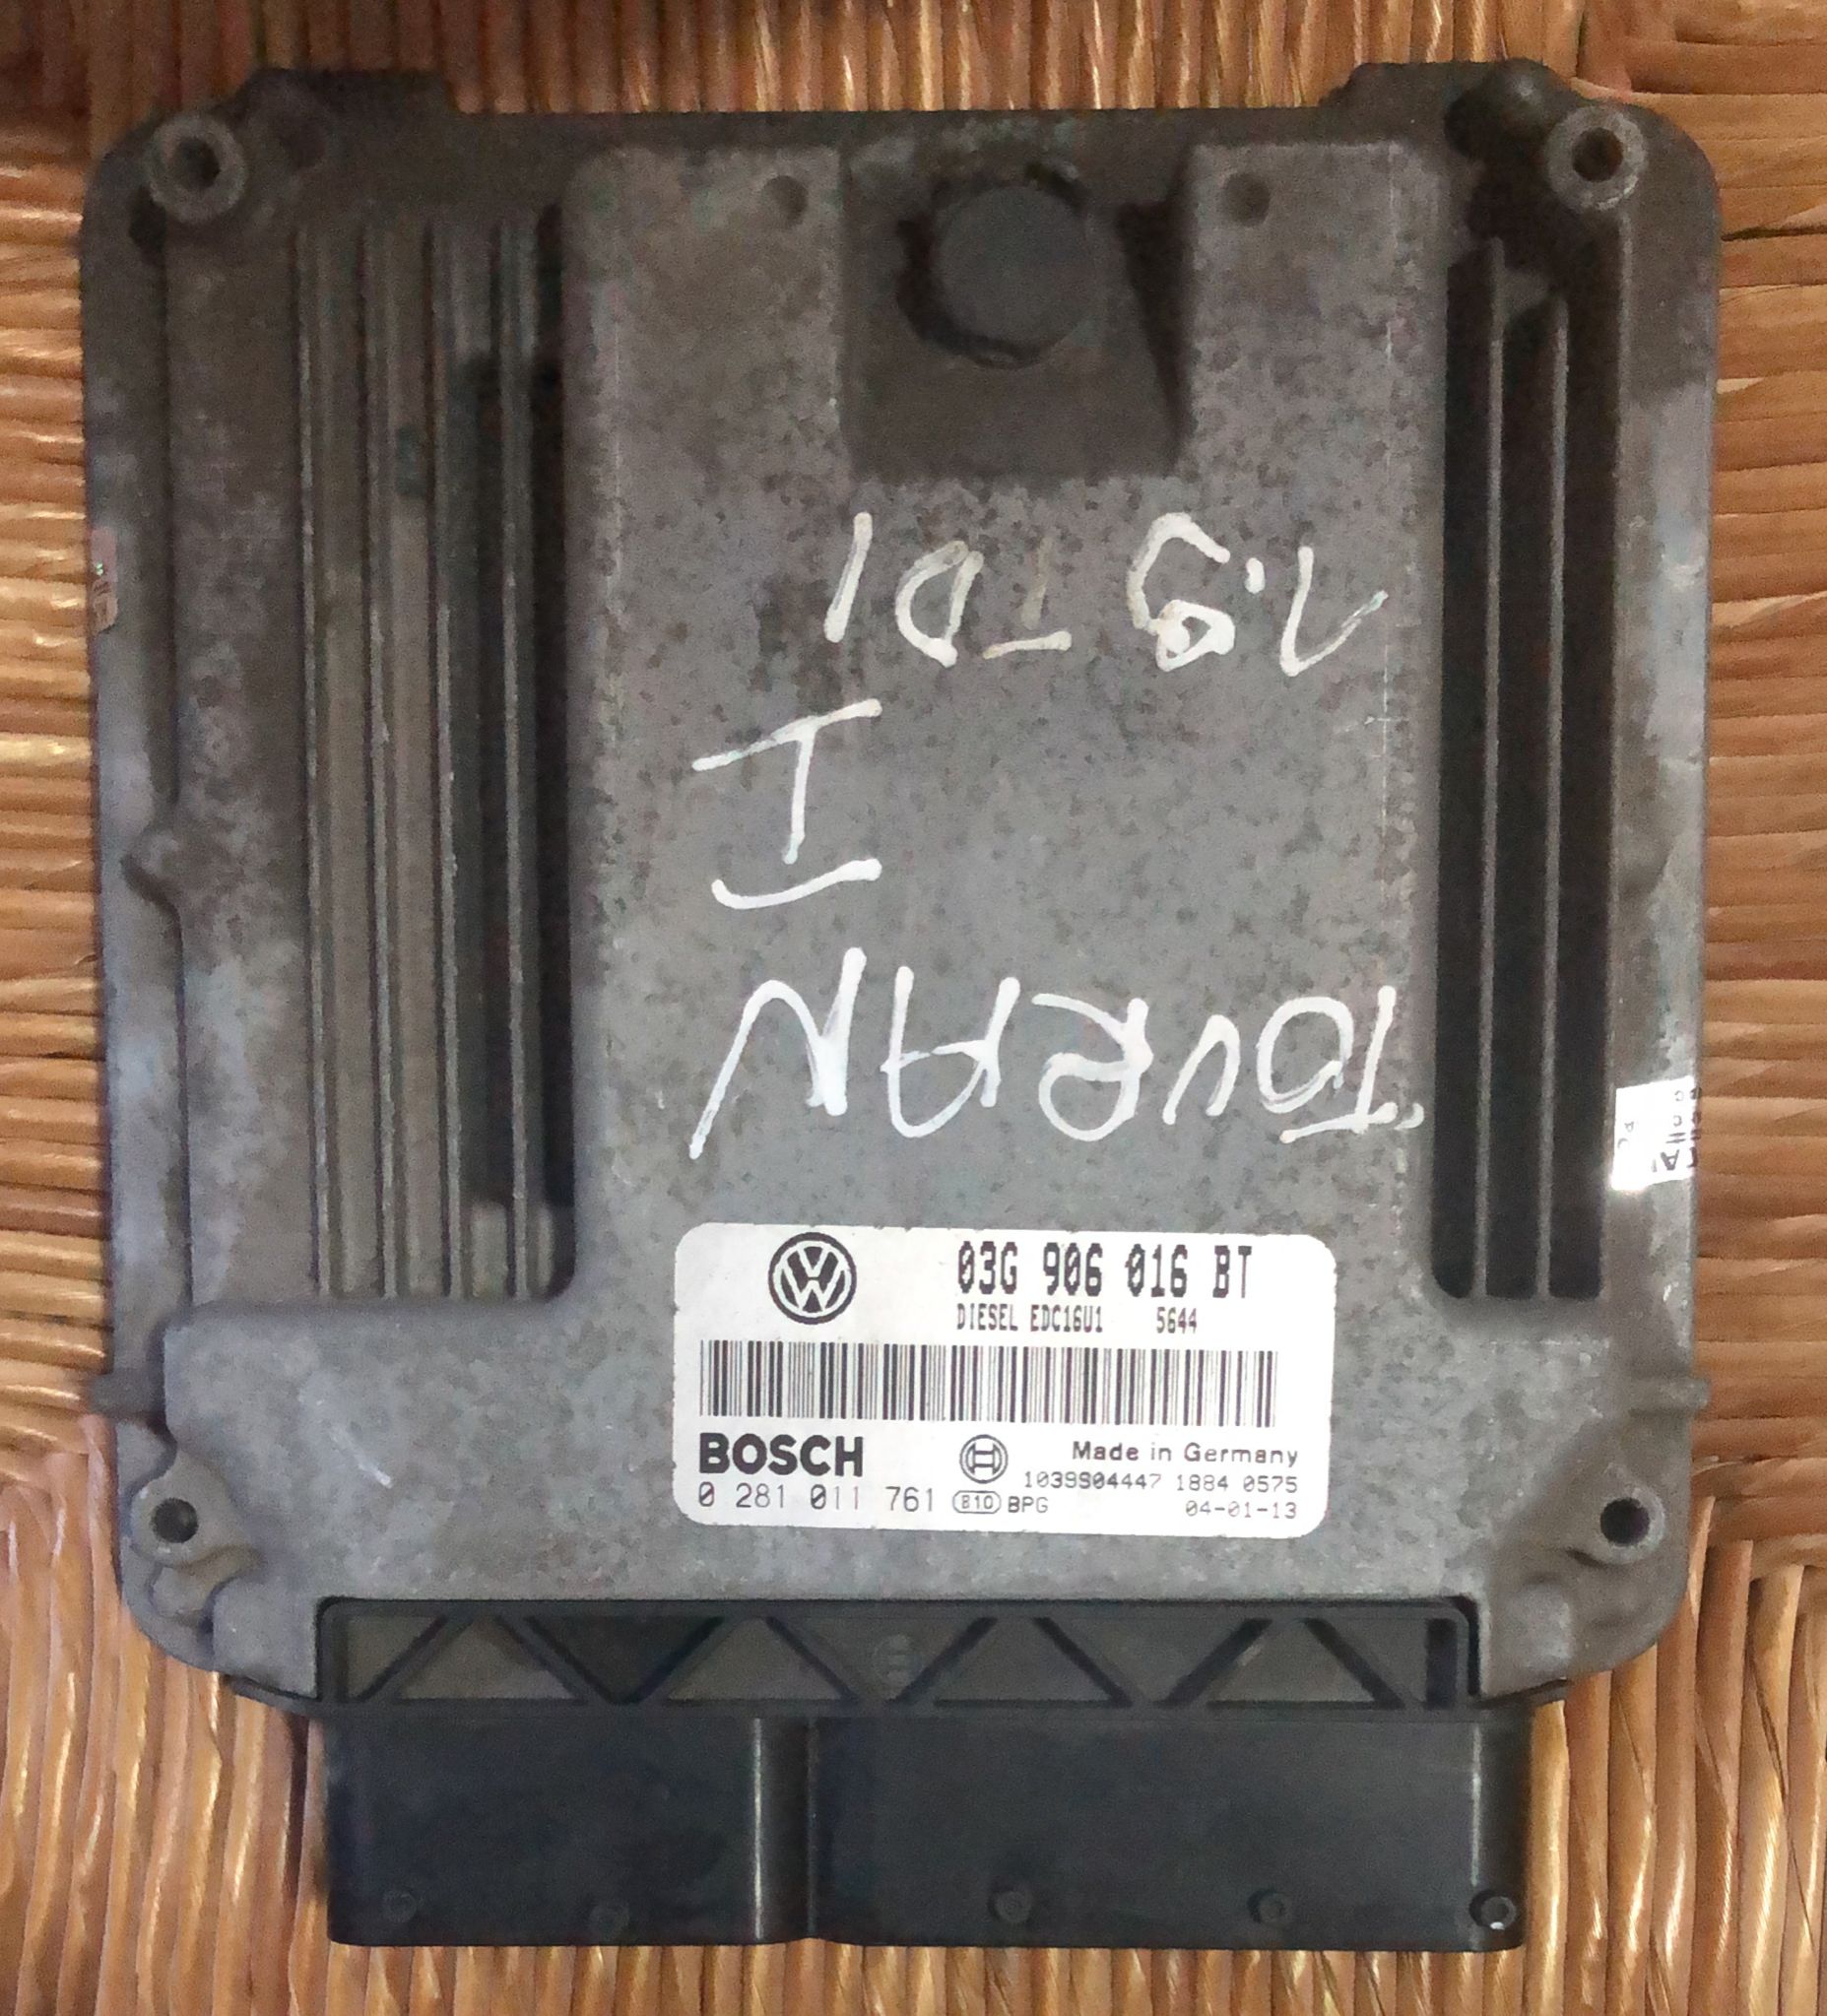 TOURAN
I
1.9 TDI
03G 906 016 BT
DIESEL EDC16U1 5644
BOSCH Made in Germany
1039S04447 1884 0575
0 281 011 761 B10 BPG 04-01-13